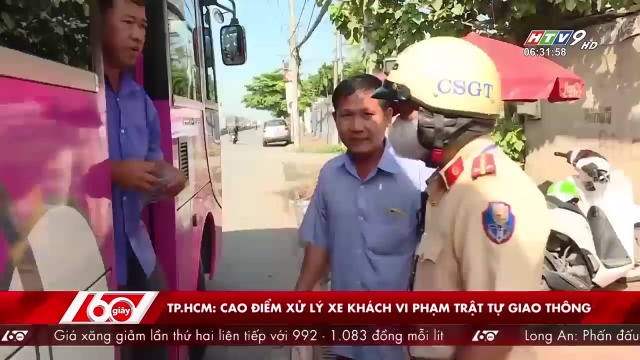 HTV9 HD
06:31:58
CSGT
60 giây
TP.HCM: CAO ĐIỂM XỬ LÝ XE KHÁCH VI PHẠM TRẬT TỰ GIAO THÔNG
60giây Giá xăng giảm lần thứ hai liên tiếp với 992 - 1.083 đồng mỗi lít 60giây Long An: Phấn đấu